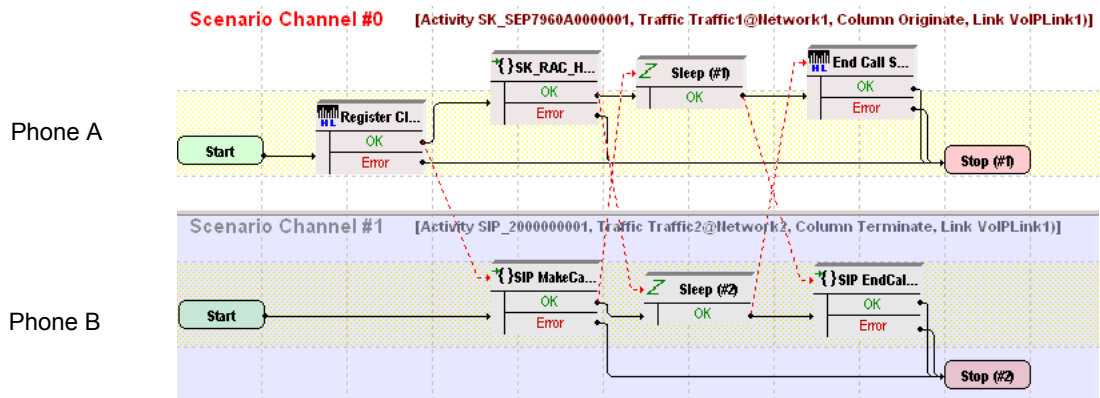 Scenario Channel #0 [Activity SK_SEP7960A0000001, Traffic Traffic1@Network1, Column Originate, Link VoIPLink1)]
Phone A
Start
HL Register Cl...
OK
Error
{}SK_RAC_H...
OK
Error
Z Sleep (#1)
OK
HL End Call S...
OK
Error
Stop (#1)
Scenario Channel #1 [Activity SIP_2000000001, Traffic Traffic2@Network2, Column Terminate, Link VoIPLink1)]
Phone B
Start
{}SIP MakeCa...
OK
Error
Z Sleep (#2)
OK
{}SIP EndCal...
OK
Error
Stop (#2)